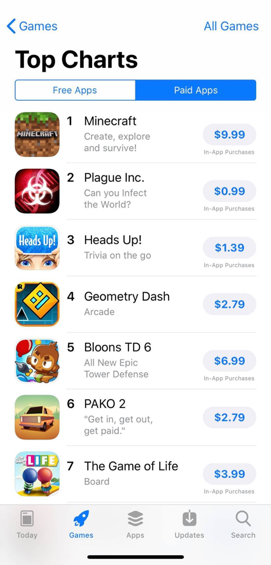 Games
All Games
Top Charts
Free Apps
Paid Apps
MINECRAFT
1
Minecraft
Create, explore
and survive!
$9.99
In-App Purchases
2
Plague Inc.
Can you Infect
the World?
$0.99
In-App Purchases
Heads Up!
3
Heads Up!
Trivia on the go
$1.39
In-App Purchases
4
Geometry Dash
Arcade
$2.79
5
Bloons TD 6
All New Epic
Tower Defense
$6.99
In-App Purchases
6
PAKO 2
"Get in, get out,
get paid."
$2.79
LIFE
7
The Game of Life
Board
$3.99
In-App Purchases
Today
Games
Apps
Updates
Search